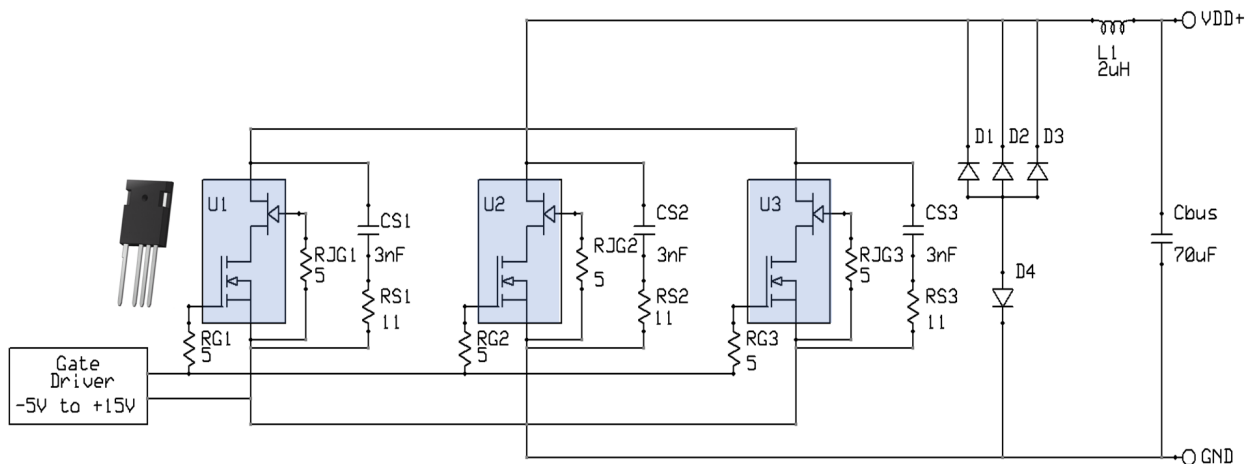 VDD+
L1
2uH
D1 D2 D3
U1
CS1
3nF
RJG1
5
RS1
11
RG1
5
U2
CS2
3nF
RJG2
5
RS2
11
RG2
5
U3
CS3
3nF
RJG3
5
RS3
11
RG3
5
D4
Cbus
70uF
Gate
Driver
-5V to +15V
GND